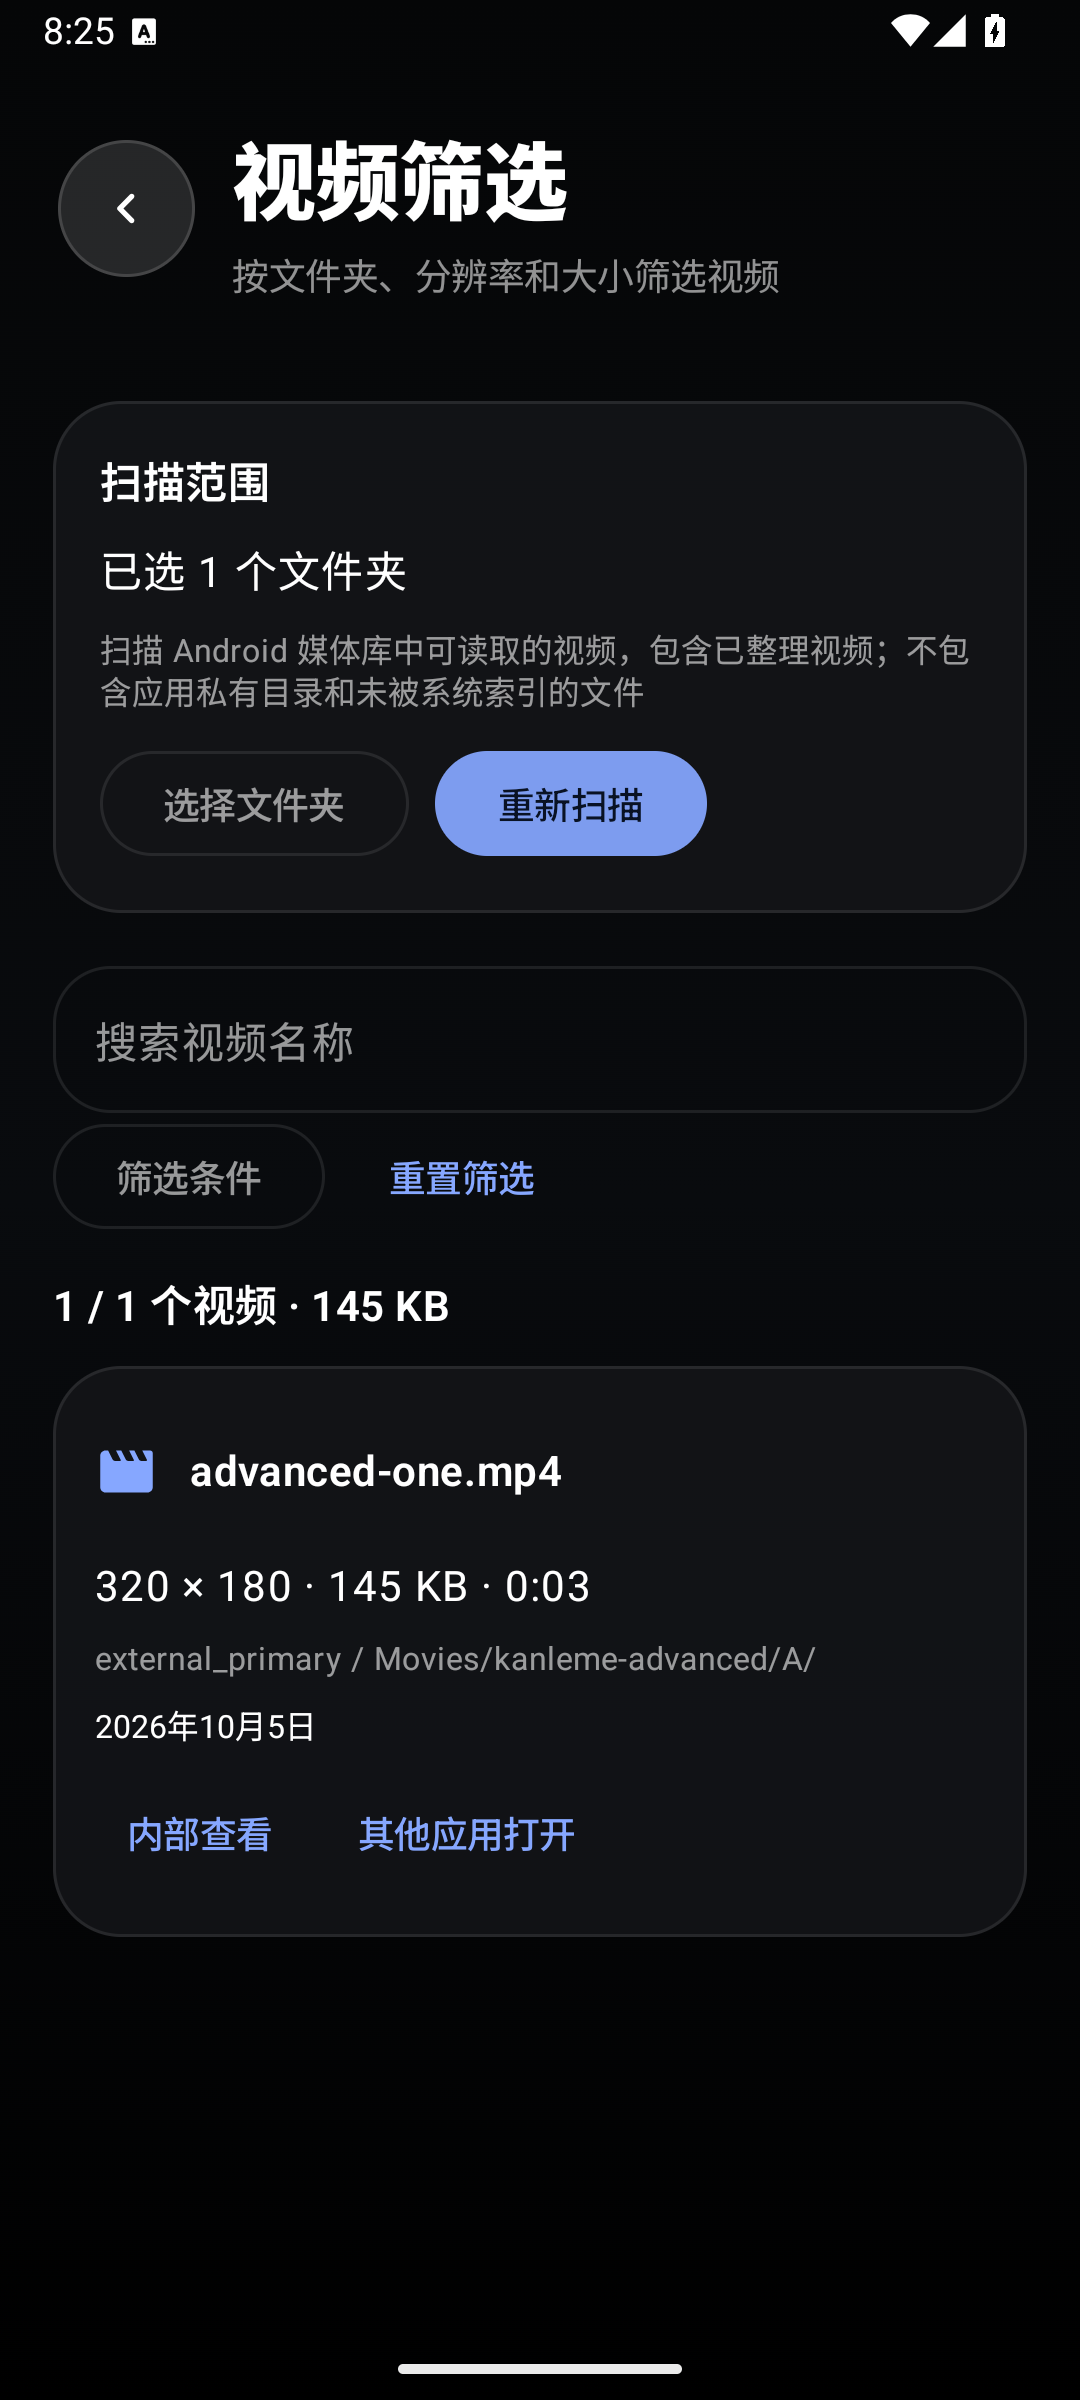 8:25
视频筛选
按文件夹、分辨率和大小筛选视频
扫描范围
已选 1 个文件夹
扫描 Android 媒体库中可读取的视频，包含已整理视频；不包
含应用私有目录和未被系统索引的文件
选择文件夹 重新扫描
搜索视频名称
筛选条件 重置筛选
1 / 1 个视频 · 145 KB
advanced-one.mp4
320 × 180 · 145 KB · 0:03
external_primary / Movies/kanleme-advanced/A/
2026年10月5日
内部查看 其他应用打开